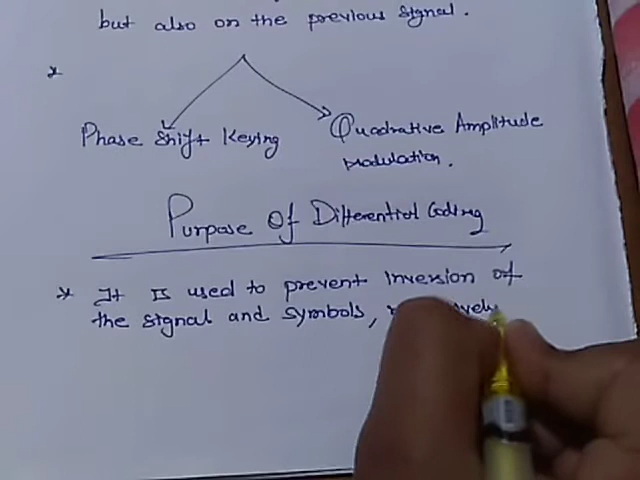 but also on the previous signal.
*
Phase Shift Keying
Quadrative Amplitude
Modulation.
Purpose Of Differential Coding
* It Is used to prevent Inversion of
the signal and symbols,